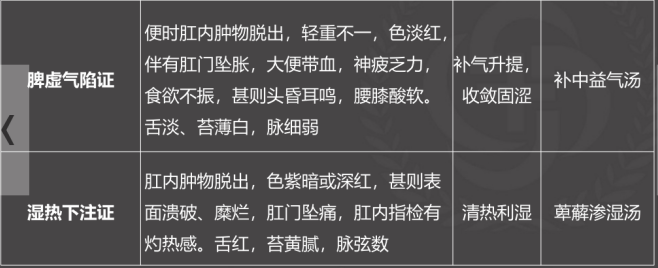 脾虚气陷证
便时肛内肿物脱出，轻重不一，色淡红，
伴有肛门坠胀，大便带血，神疲乏力，
食欲不振，甚则头昏耳鸣，腰膝酸软。
舌淡、苔薄白，脉细弱
补气升提，
收敛固涩
补中益气汤
湿热下注证
肛内肿物脱出，色紫暗或深红，甚则表
面溃破、糜烂，肛门坠痛，肛内指检有
灼热感。舌红，苔黄腻，脉弦数
清热利湿
萆薢渗湿汤